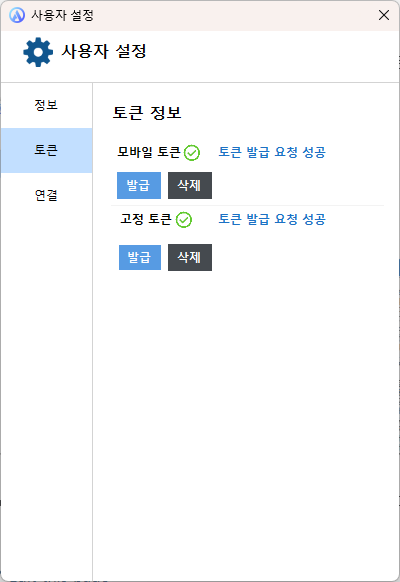 사용자 설정
사용자 설정
정보
토큰
연결
토큰 정보
모바일 토큰 토큰 발급 요청 성공
발급 삭제
고정 토큰 토큰 발급 요청 성공
발급 삭제